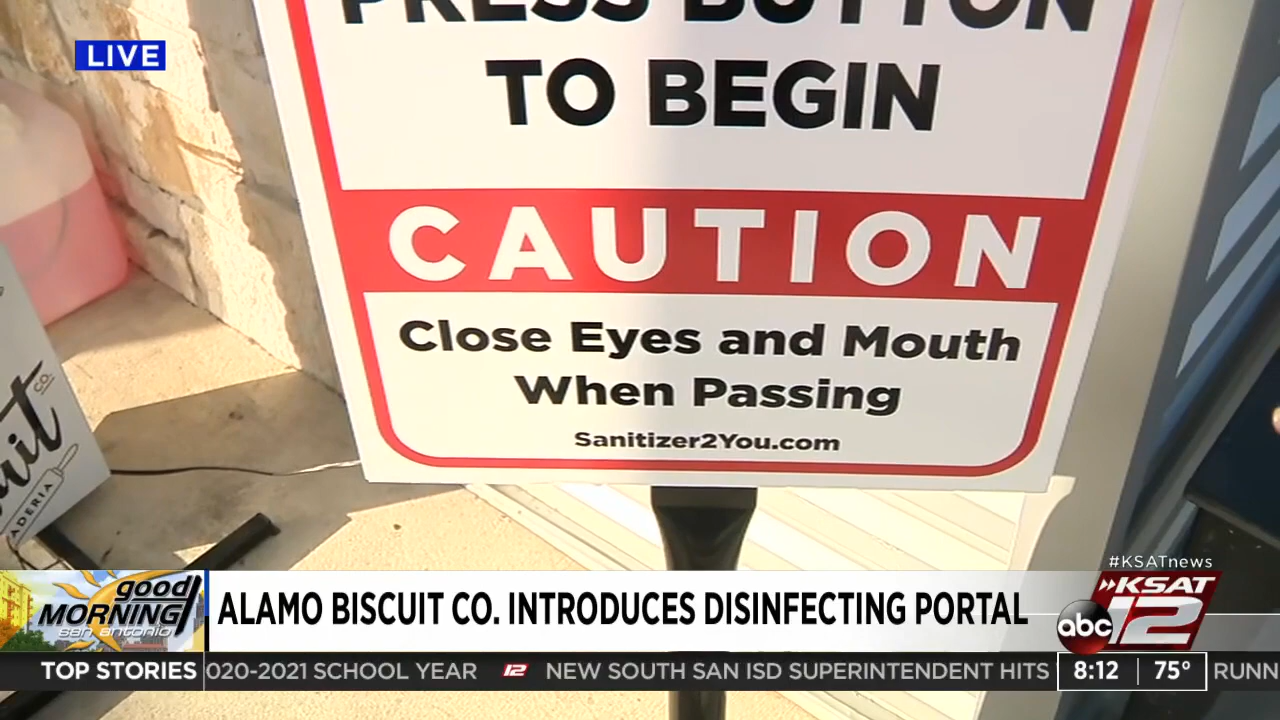 LIVE
PRESS BUTTON
TO BEGIN
CAUTION
Close Eyes and Mouth
When Passing
Sanitizer2You.com
CO.
ADERIA
#KSATnews
good
MORNING
san antonio
ALAMO BISCUIT CO. INTRODUCES DISINFECTING PORTAL
KSAT
abc 12
TOP STORIES 020-2021 SCHOOL YEAR 12 NEW SOUTH SAN ISD SUPERINTENDENT HITS 8:12 75° RUNN